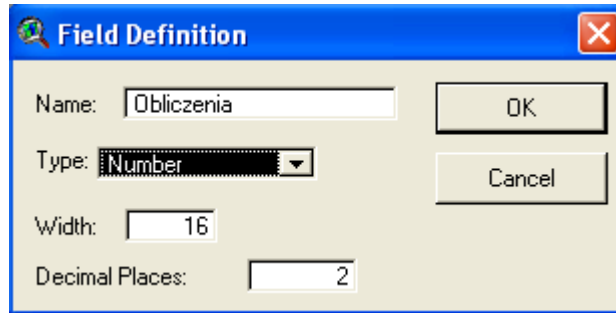 Field Definition
Name: Obliczenia
OK
Type: Number
Cancel
Width: 16
Decimal Places: 2